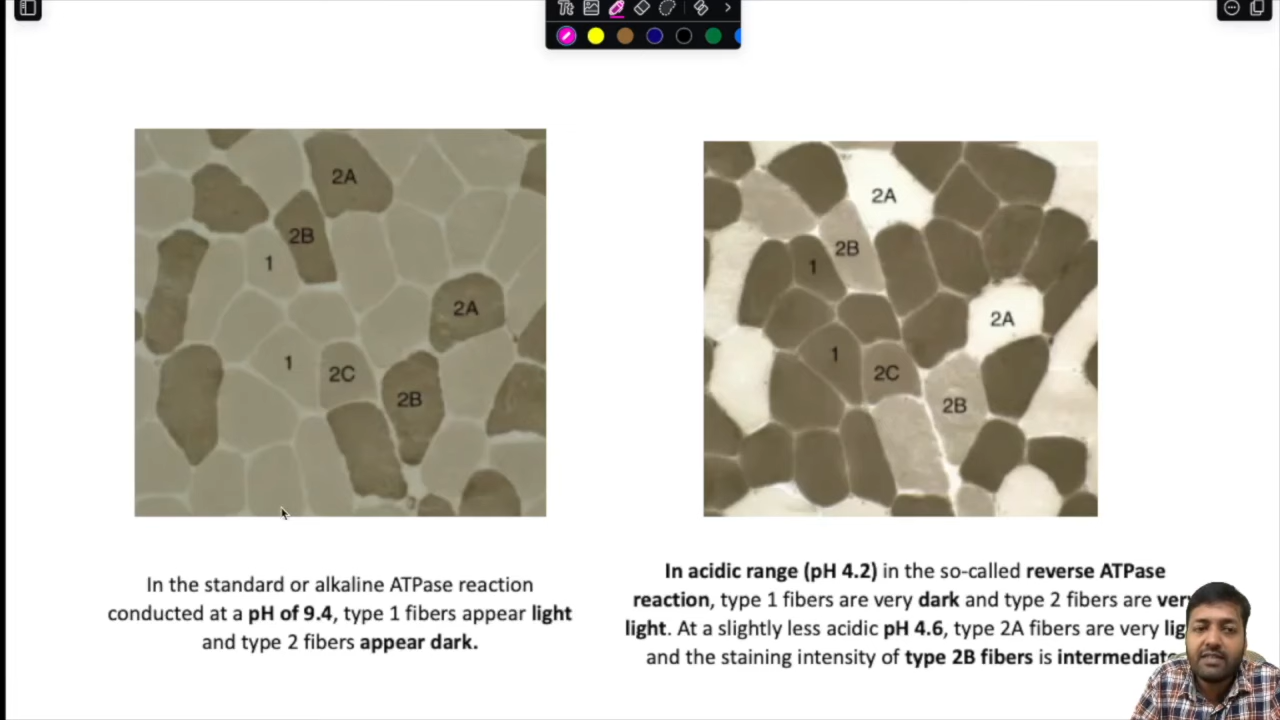 Tt
2A
2B
1
2A
1
2C
2B
In the standard or alkaline ATPase reaction
conducted at a pH of 9.4, type 1 fibers appear light
and type 2 fibers appear dark.
2A
2B
1
2A
1
2C
2B
In acidic range (pH 4.2) in the so-called reverse ATPase
reaction, type 1 fibers are very dark and type 2 fibers are
light. At a slightly less acidic pH 4.6, type 2A fibers are very
and the staining intensity of type 2B fibers is